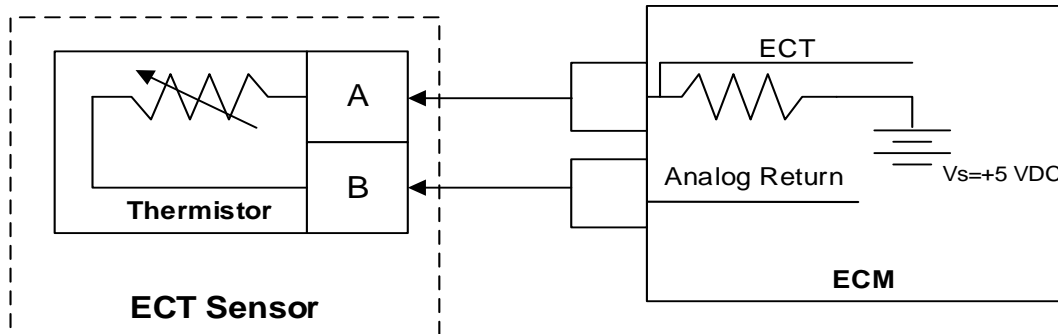 ECT
A
B
Thermistor
Analog Return
Vs=+5 VDC
ECM
ECT Sensor